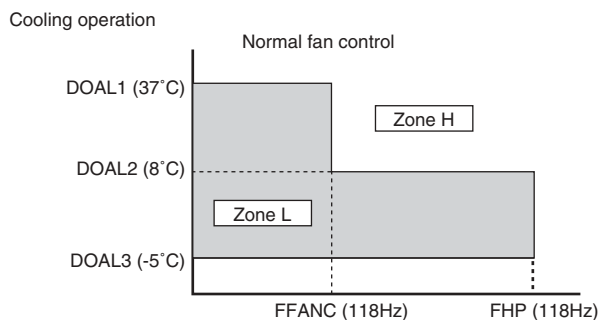 Cooling operation
Normal fan control
DOAL1 (37˚C)
Zone H
DOAL2 (8˚C)
Zone L
DOAL3 (-5˚C)
FFANC (118Hz)
FHP (118Hz)